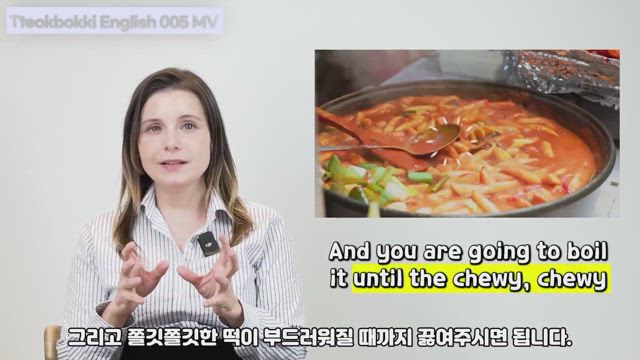 Tteokbokki English 005 MV
And you are going to boil
it until the chewy, chewy
그리고 쫄깃쫄깃한 떡이 부드러워질 때까지 끓여주시면 됩니다.